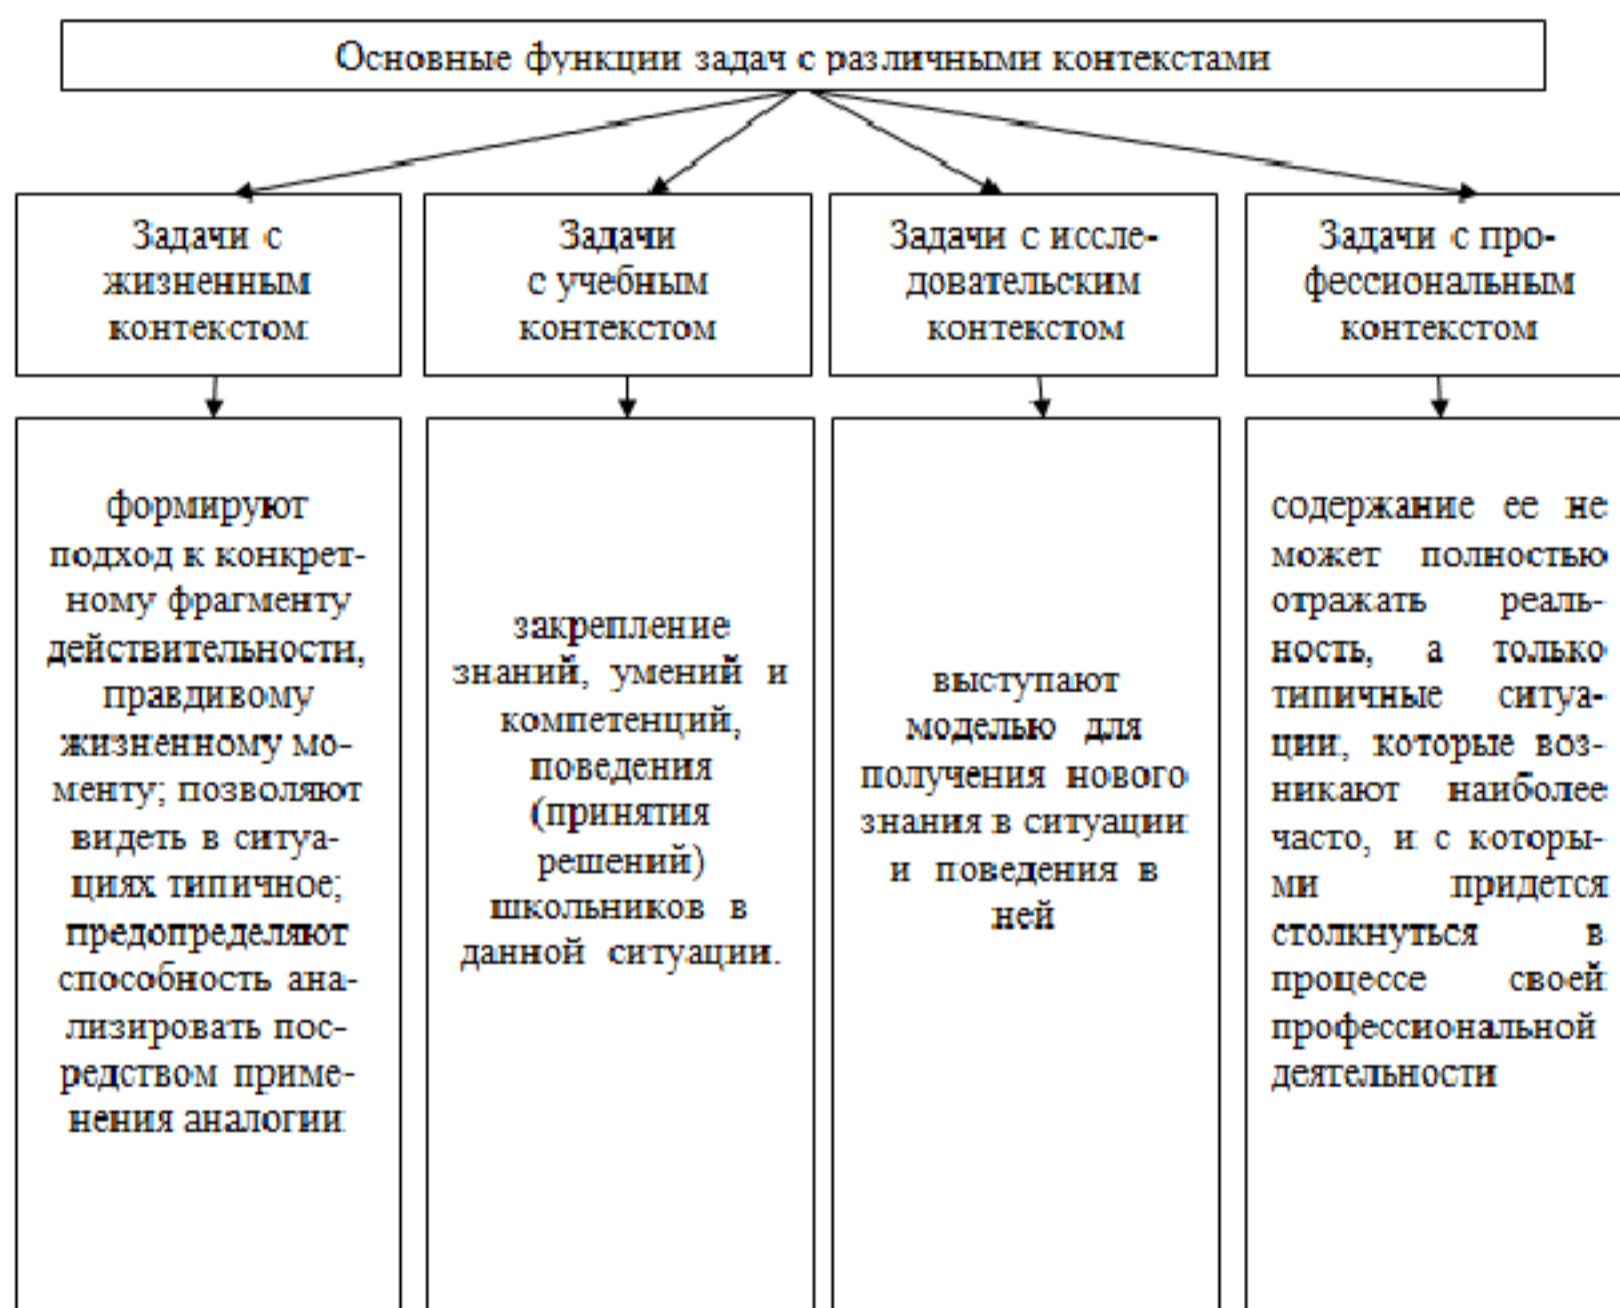 Основные функции задач с различными контекстами
Задачи с
жизненным
контекстом
Задачи
с учебным
контекстом
Задачи с иссле-
довательским
контекстом
Задачи с про-
фессиональным
контекстом
формируют
подход к конкрет-
ному фрагменту
действительности,
правдивому
жизненному мо-
менту; позволяют
видеть в ситуа-
циях типичное;
предопределяют
способность ана-
лизировать пос-
редством приме-
нения аналогии
закрепление
знаний, умений и
компетенций,
поведения
(принятия
решений)
школьников в
данной ситуации.
выступают
моделью для
получения нового
знания в ситуации
и поведения в
ней
содержание ее не
может полностью
отражать реаль-
ность, а только
типичные ситуа-
ции, которые воз-
никают наиболее
часто, и с которы-
ми придется
столкнуться в
процессе своей
профессиональной
деятельности